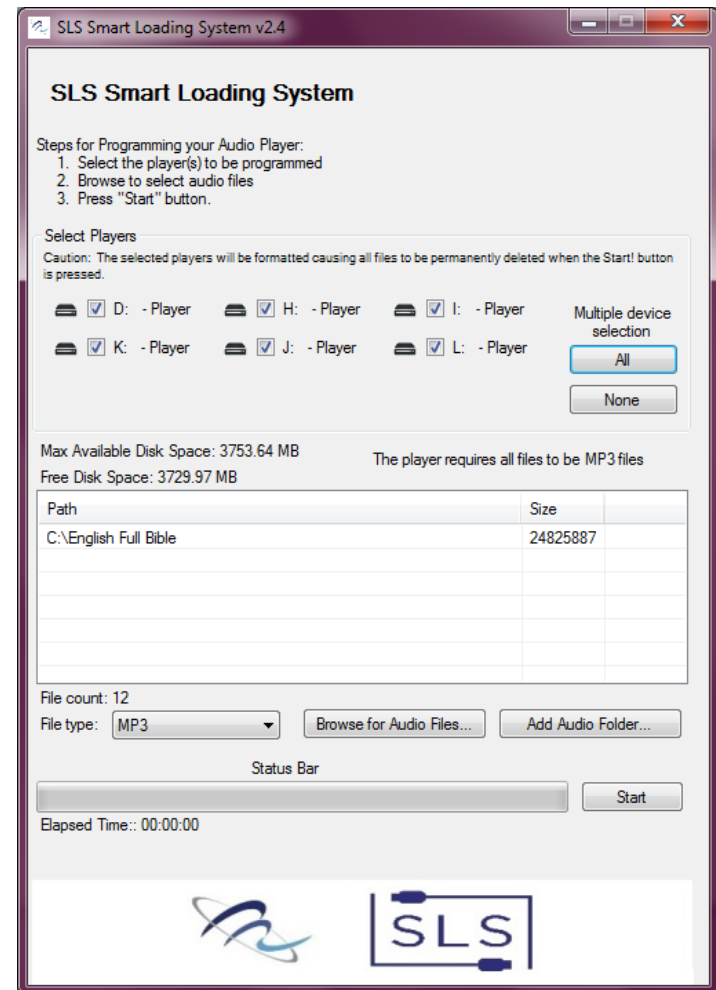 SLS Smart Loading System v2.4
SLS Smart Loading System
Steps for Programming your Audio Player:
1. Select the player(s) to be programmed
2. Browse to select audio files
3. Press "Start" button.
Select Players
Caution: The selected players will be formatted causing all files to be permanently deleted when the Start! button
is pressed.
D: - Player H: - Player I: - Player
Multiple device
selection
K: - Player J: - Player L: - Player
All
None
Max Available Disk Space: 3753.64 MB
The player requires all files to be MP3 files
Free Disk Space: 3729.97 MB
Path Size
C:\English Full Bible 24825887
File count: 12
File type: MP3 Browse for Audio Files... Add Audio Folder...
Status Bar
Start
Elapsed Time:: 00:00:00
SLS